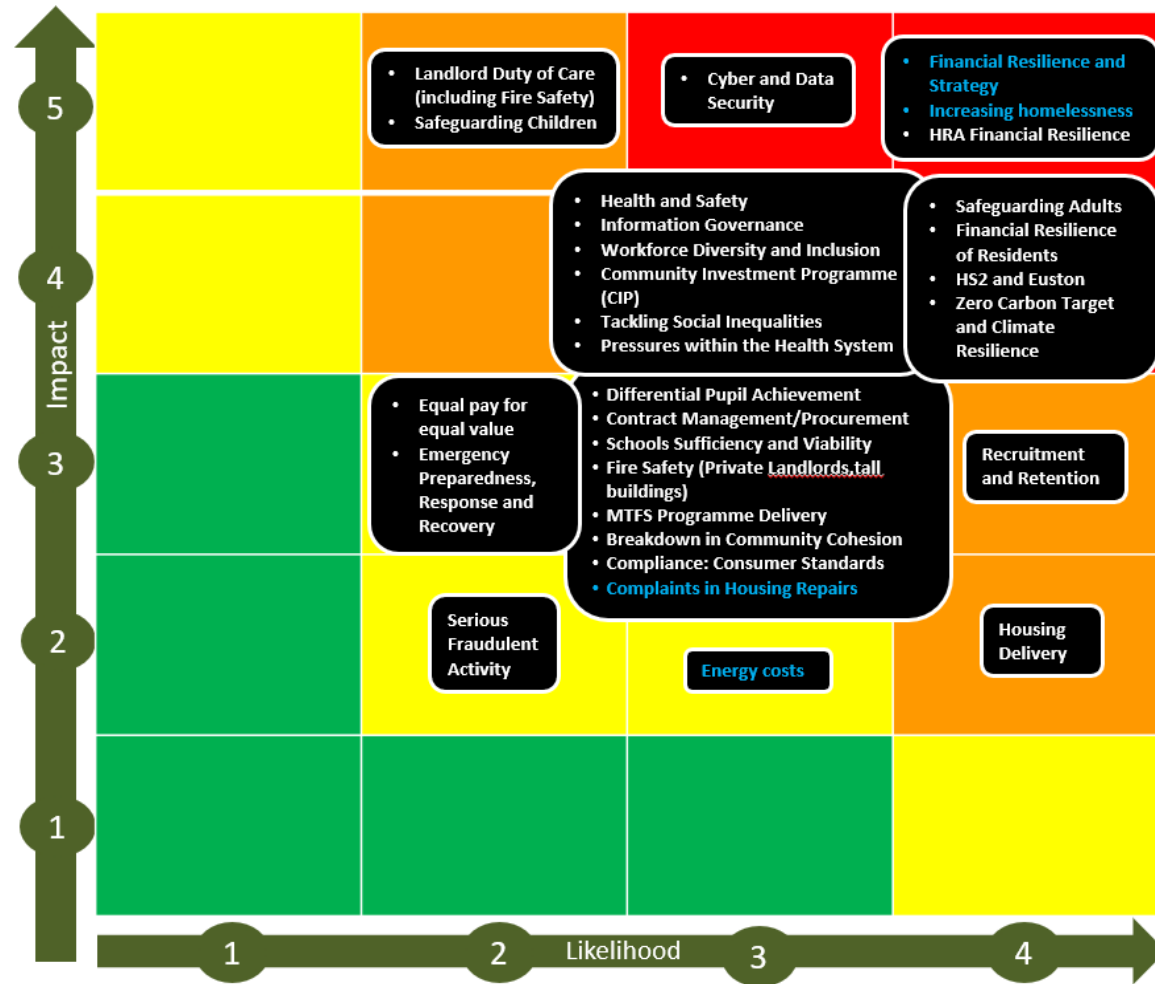 5
• Landlord Duty of Care
(including Fire Safety)
• Safeguarding Children
• Cyber and Data
Security
• Financial Resilience and
Strategy
• Increasing homelessness
• HRA Financial Resilience
4
• Health and Safety
• Information Governance
• Workforce Diversity and Inclusion
• Community Investment Programme
(CIP)
• Tackling Social Inequalities
• Pressures within the Health System
• Safeguarding Adults
• Financial Resilience
of Residents
• HS2 and Euston
• Zero Carbon Target
and Climate
Resilience
Impact
3
• Equal pay for
equal value
• Emergency
Preparedness,
Response and
Recovery
• Differential Pupil Achievement
• Contract Management/Procurement
• Schools Sufficiency and Viability
• Fire Safety (Private Landlords,tall
buildings)
• MTFS Programme Delivery
• Breakdown in Community Cohesion
• Compliance: Consumer Standards
• Complaints in Housing Repairs
Recruitment
and Retention
2
Serious
Fraudulent
Activity
Energy costs
Housing
Delivery
1
1
2
Likelihood
3
4